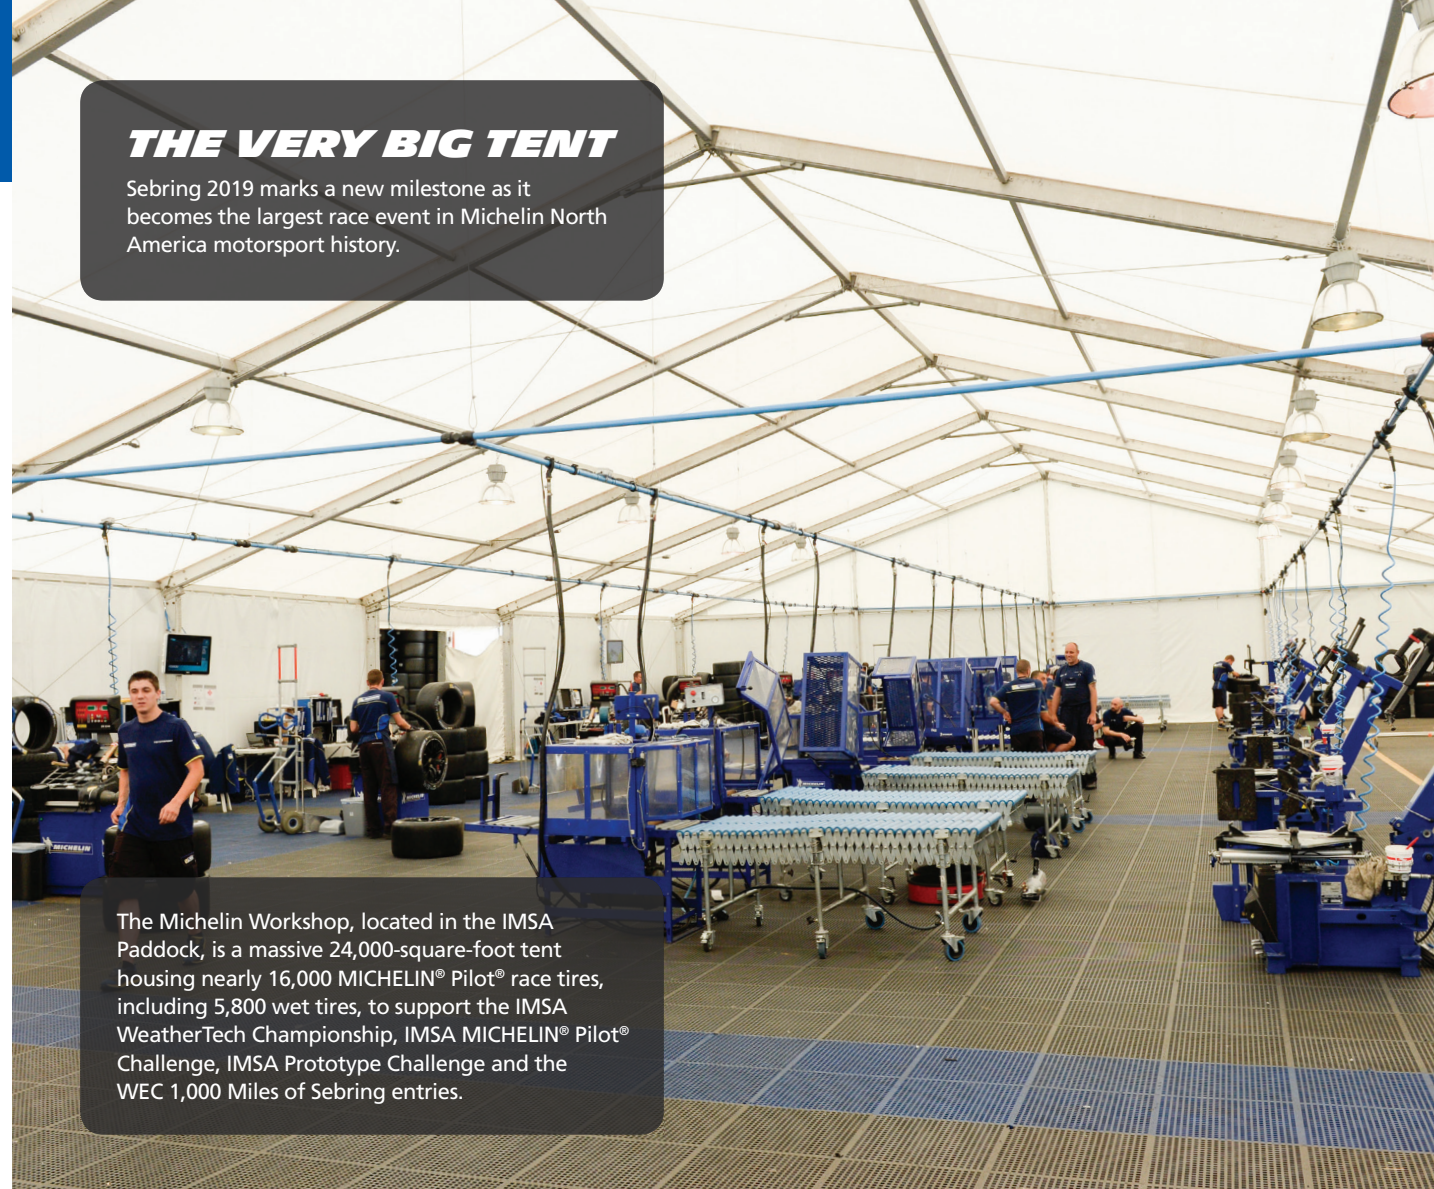 THE VERY BIG TENT
Sebring 2019 marks a new milestone as it
becomes the largest race event in Michelin North
America motorsport history.
MICHELIN
The Michelin Workshop, located in the IMSA
Paddock, is a massive 24,000-square-foot tent
housing nearly 16,000 MICHELIN® Pilot® race tires,
including 5,800 wet tires, to support the IMSA
WeatherTech Championship, IMSA MICHELIN® Pilot®
Challenge, IMSA Prototype Challenge and the
WEC 1,000 Miles of Sebring entries.